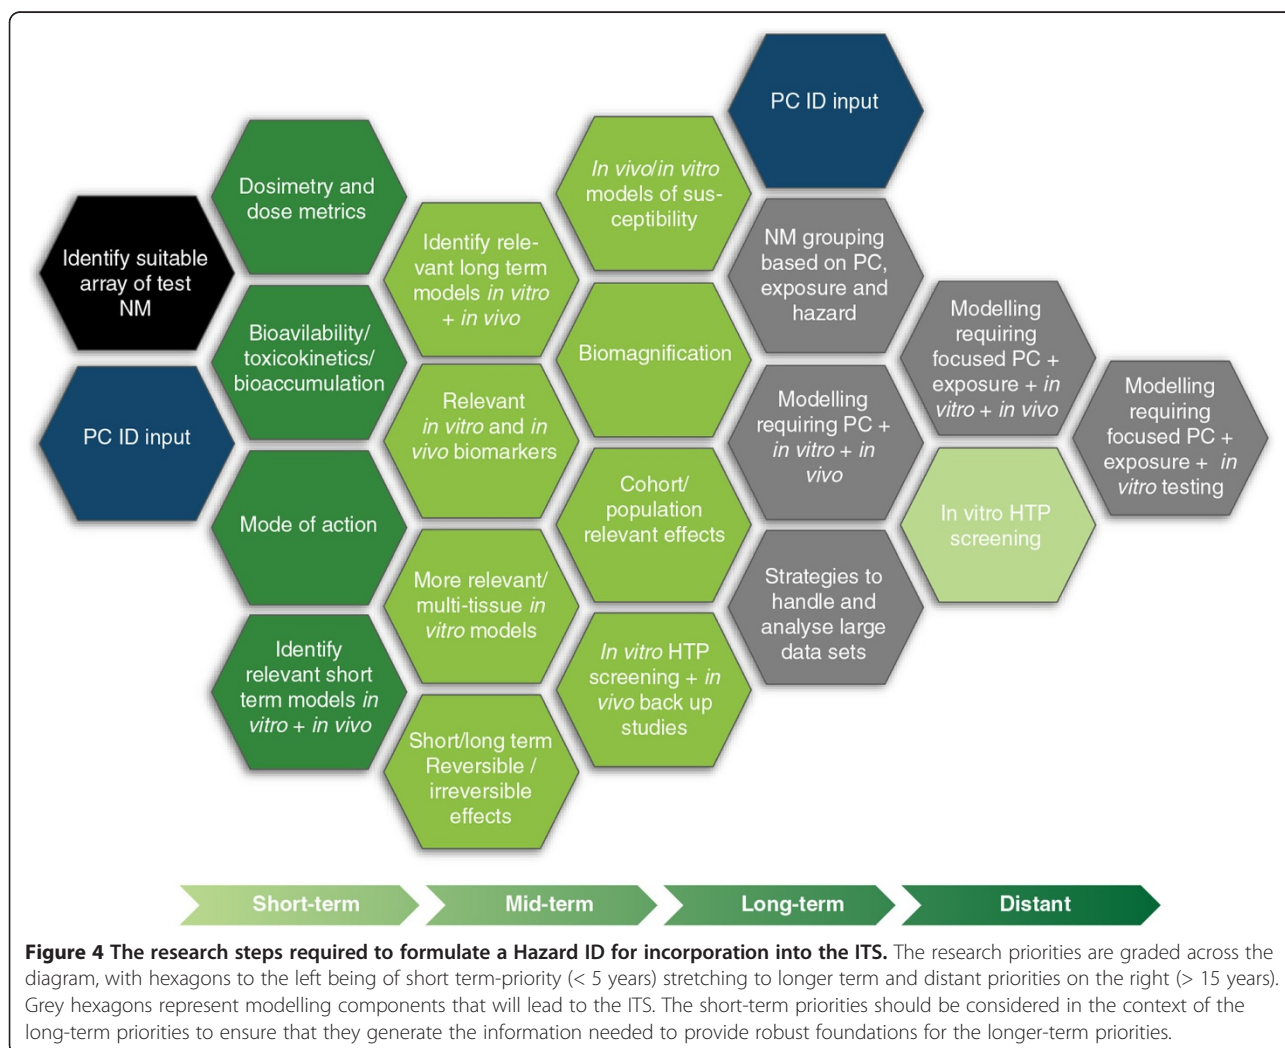 PC ID input
In vivo/in vitro
models of sus-
ceptibility
Dosimetry and
dose metrics
Identify suitable
array of test
NM
Identify rele-
vant long term
models in vitro
+ in vivo
NM grouping
based on PC,
exposure and
hazard
Bioavilability/
toxicokinetics/
bioaccumulation
Biomagnification
Modelling
requiring
focused PC +
exposure + in
vitro + in vivo
PC ID input
Relevant
in vitro and in
vivo biomarkers
Modelling
requiring PC +
in vitro + in
vivo
Modelling
requiring
focused PC +
exposure +  in
vitro testing
Mode of action
Cohort/
population
relevant effects
In vitro HTP
screening
More relevant/
multi-tissue in
vitro models
Strategies to
handle and
analyse large
data sets
Identify
relevant short
term models in
vitro + in vivo
In vitro HTP
screening + in
vivo back up
studies
Short/long term
Reversible /
irreversible
effects
Short-term
Mid-term
Long-term
Distant
Figure 4 The research steps required to formulate a Hazard ID for incorporation into the ITS. The research priorities are graded across the
diagram, with hexagons to the left being of short term-priority (< 5 years) stretching to longer term and distant priorities on the right (> 15 years).
Grey hexagons represent modelling components that will lead to the ITS. The short-term priorities should be considered in the context of the
long-term priorities to ensure that they generate the information needed to provide robust foundations for the longer-term priorities.